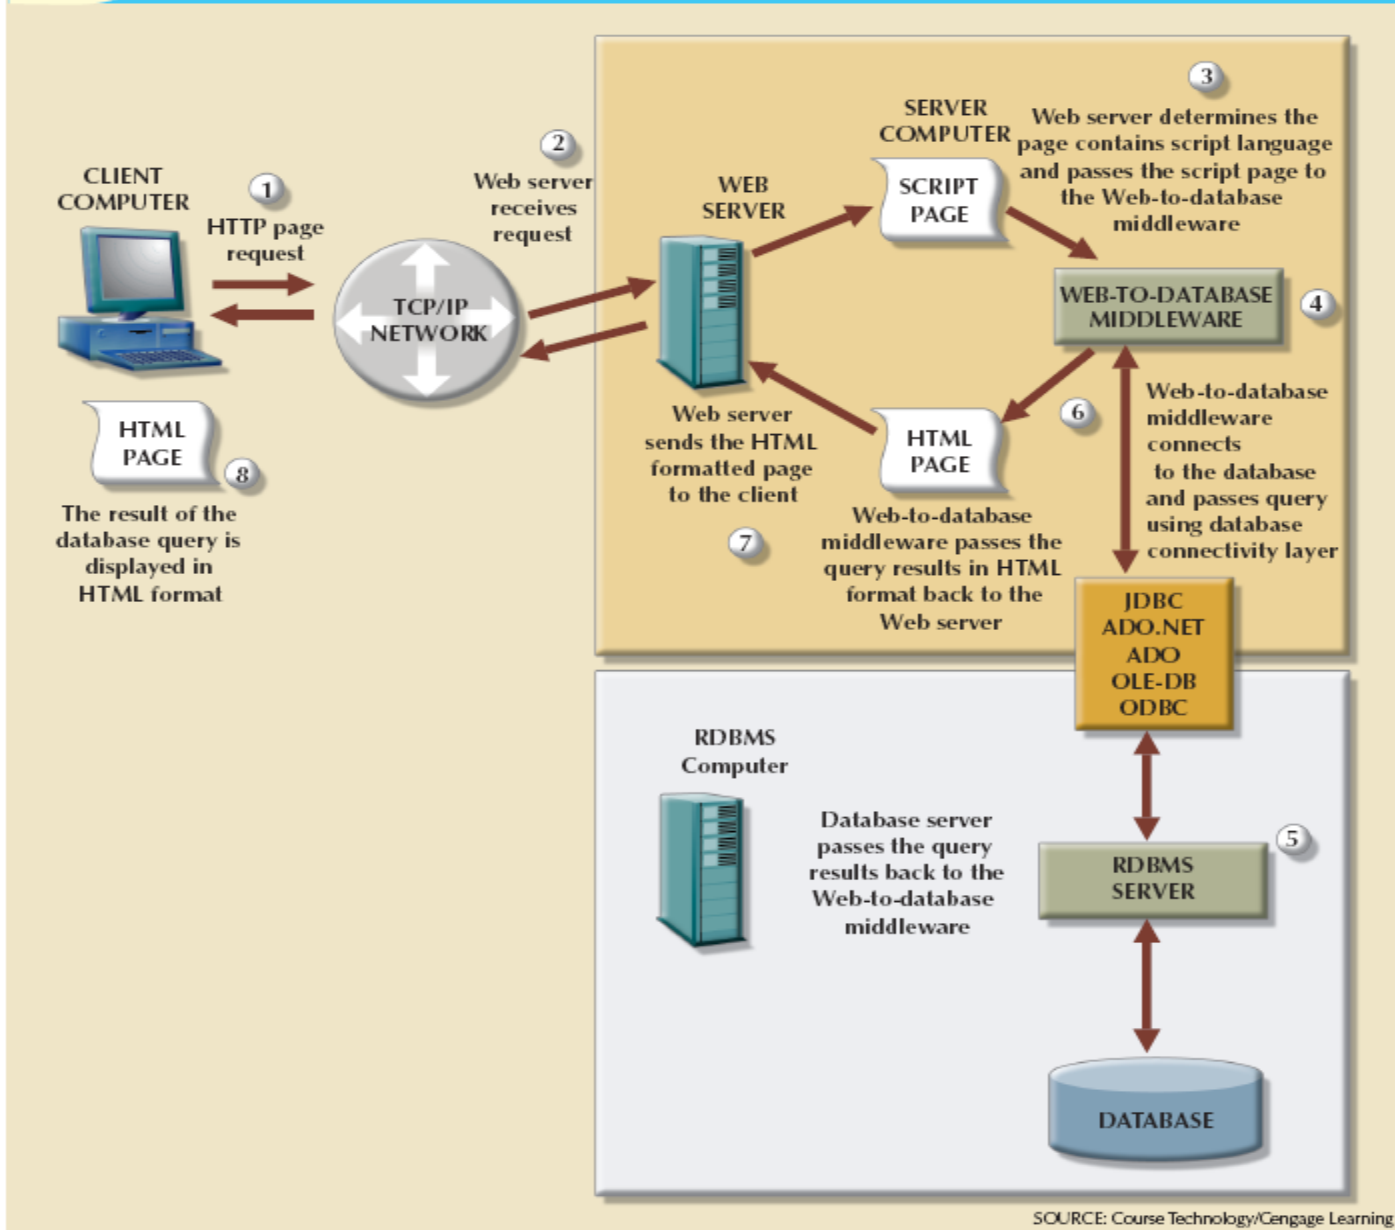 CLIENT
COMPUTER
1
HTTP page
request
TCP/IP
NETWORK
2
Web server
receives
request
WEB
SERVER
SERVER
COMPUTER
SCRIPT
PAGE
3
Web server determines the
page contains script language
and passes the script page to
the Web-to-database
middleware
WEB-TO-DATABASE
MIDDLEWARE
4
Web-to-database
middleware
connects
to the database
and passes query
using database
connectivity layer
JDBC
ADO.NET
ADO
OLE-DB
ODBC
RDBMS
Computer
Database server
passes the query
results back to the
Web-to-database
middleware
5
RDBMS
SERVER
DATABASE
6
HTML
PAGE
Web-to-database
middleware passes the
query results in HTML
format back to the
Web server
Web server
sends the HTML
formatted page
to the client
7
HTML
PAGE
8
The result of the
database query is
displayed in
HTML format
SOURCE: Course Technology/Cengage Learning